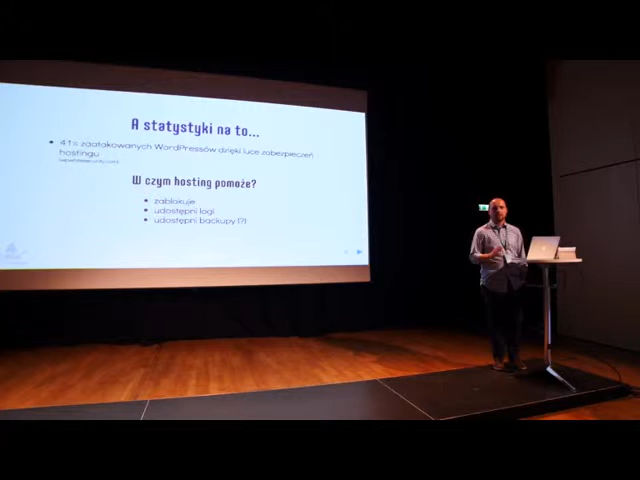 A statystyki na to...
• 41% zaatakowanych WordPressów dzięki luce zabezpieczeń
hostingu
W czym hosting pomoże?
• zablokuje
• udostępni logi
• udostępni backupy (?)